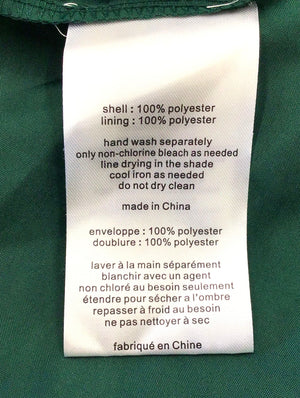 shell : 100% polyester
lining : 100% polyester
hand wash separately
only non-chlorine bleach as needed
line drying in the shade
cool iron as needed
do not dry clean
made in China
enveloppe : 100% polyester
doublure : 100% polyester
laver à la main séparément
blanchir avec un agent
non chloré au besoin seulement
étendre pour sécher a l'ombre
repasser à froid au besoin
ne pas nettoyer à sec
fabriqué en Chine